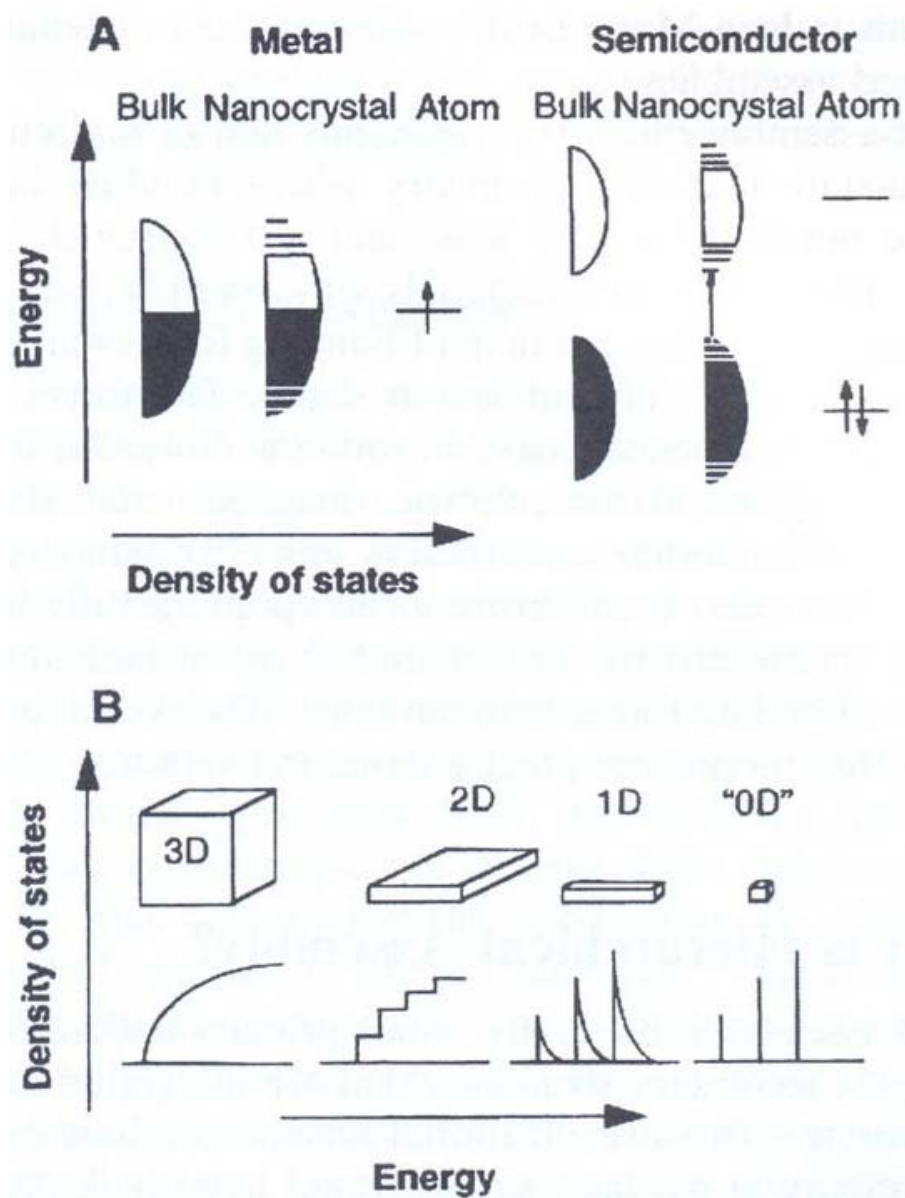 A
Metal
Semiconductor
Bulk Nanocrystal Atom
Bulk Nanocrystal Atom
Energy
Density of states
B
Density of states
3D
2D
1D
“0D”
Energy